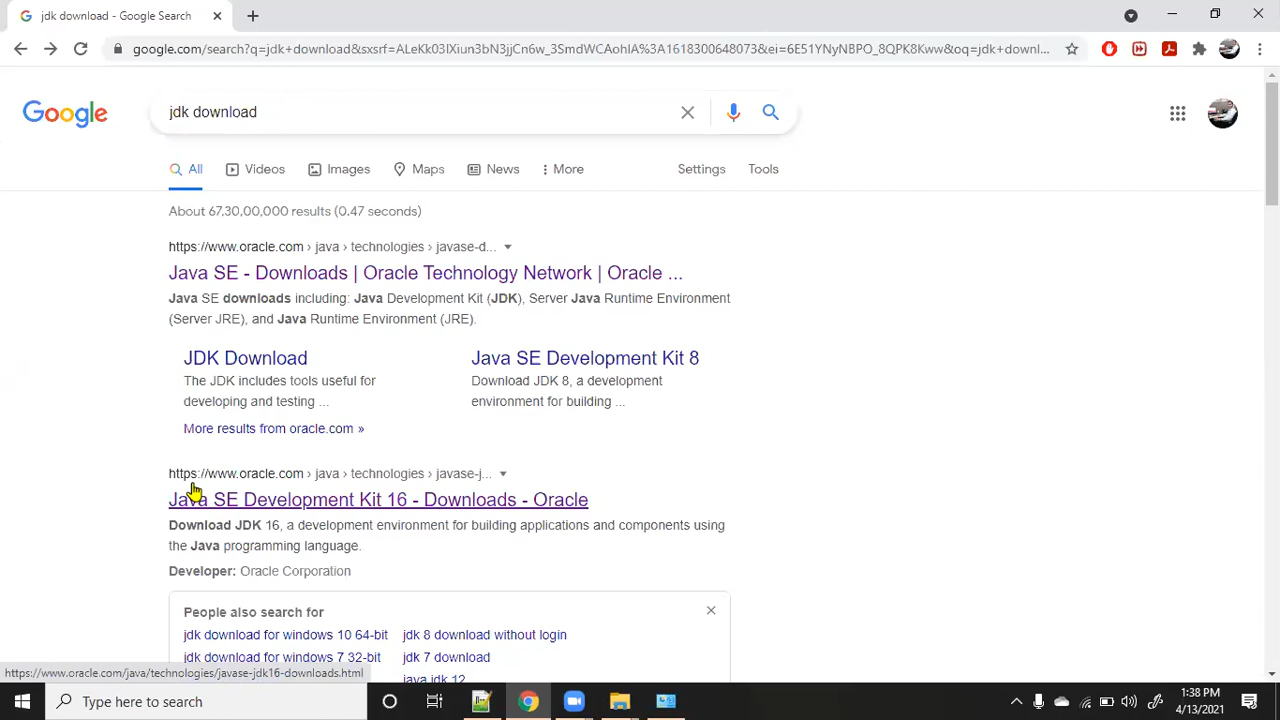 jdk download - Google Search
google.com/search?q=jdk+download&sxsrf=ALeKk03lXiun3bN3jjCn6w_3SmdWCAohlA%3A1618300648073&ei=6E51YNyNBPO_8QPK8Kww&oq=jdk+downl...
Google
jdk download
All
Videos
Images
Maps
News
More
Settings
Tools
About 67,30,00,000 results (0.47 seconds)
https://www.oracle.com › java › technologies › javase-d...
Java SE - Downloads | Oracle Technology Network | Oracle ...
Java SE downloads including: Java Development Kit (JDK), Server Java Runtime Environment
(Server JRE), and Java Runtime Environment (JRE).
JDK Download
The JDK includes tools useful for
developing and testing ...
Java SE Development Kit 8
Download JDK 8, a development
environment for building ...
More results from oracle.com »
https://www.oracle.com › java › technologies › javase-j...
Java SE Development Kit 16 - Downloads - Oracle
Download JDK 16, a development environment for building applications and components using
the Java programming language.
Developer: Oracle Corporation
People also search for
jdk download for windows 10 64-bit
jdk 8 download without login
jdk download for windows 7 32-bit
jdk 7 download
java jdk 12
https://www.oracle.com/java/technologies/javase-jdk16-downloads.html
Type here to search
1:38 PM
4/13/2021